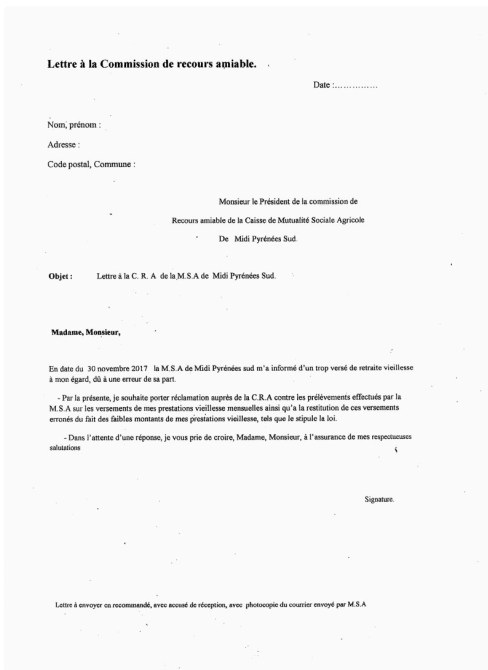 Lettre à la Commission de recours amiable.
Date :……………
Nom, prénom :
Adresse :
Code postal, Commune :
Monsieur le Président de la commission de
Recours amiable de la Caisse de Mutualité Sociale Agricole
De Midi Pyrénées Sud.
Objet : Lettre à la C. R. A de la M.S.A de Midi Pyrénées Sud.
Madame, Monsieur,
En date du 30 novembre 2017 la M.S.A de Midi Pyrénées sud m'a informé d'un trop versé de retraite vieillesse
à mon égard, dû à une erreur de sa part.
- Par la présente, je souhaite porter réclamation auprés de la C.R.A contre les prélèvements effectués par la
M.S.A sur les versements de mes prestations vieillesse mensuelles ainsi qu'a la restitution de ces versements
erronés du fait des faibles montants de mes prestations vieillesse, tels que le stipule la loi.
- Dans l'attente d'une réponse, je vous prie de croire, Madame, Monsieur, à l'assurance de mes respectueuses
salutations
Signature.
Lettre à envoyer en recommandé, avec accusé de réception, avec photocopie du courrier envoyé par M.S.A